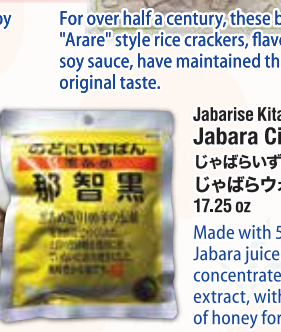 by
For over half a century, these b
"Arare" style rice crackers, flav
soy sauce, have maintained th
original taste.
のどにいちばん
那智黒
Jabarise Kita
Jabara Ci
じゃばらいず
じゃばらウォ
17.25 oz
Made with 5
Jabara juice
concentrate
extract, with
of honey for